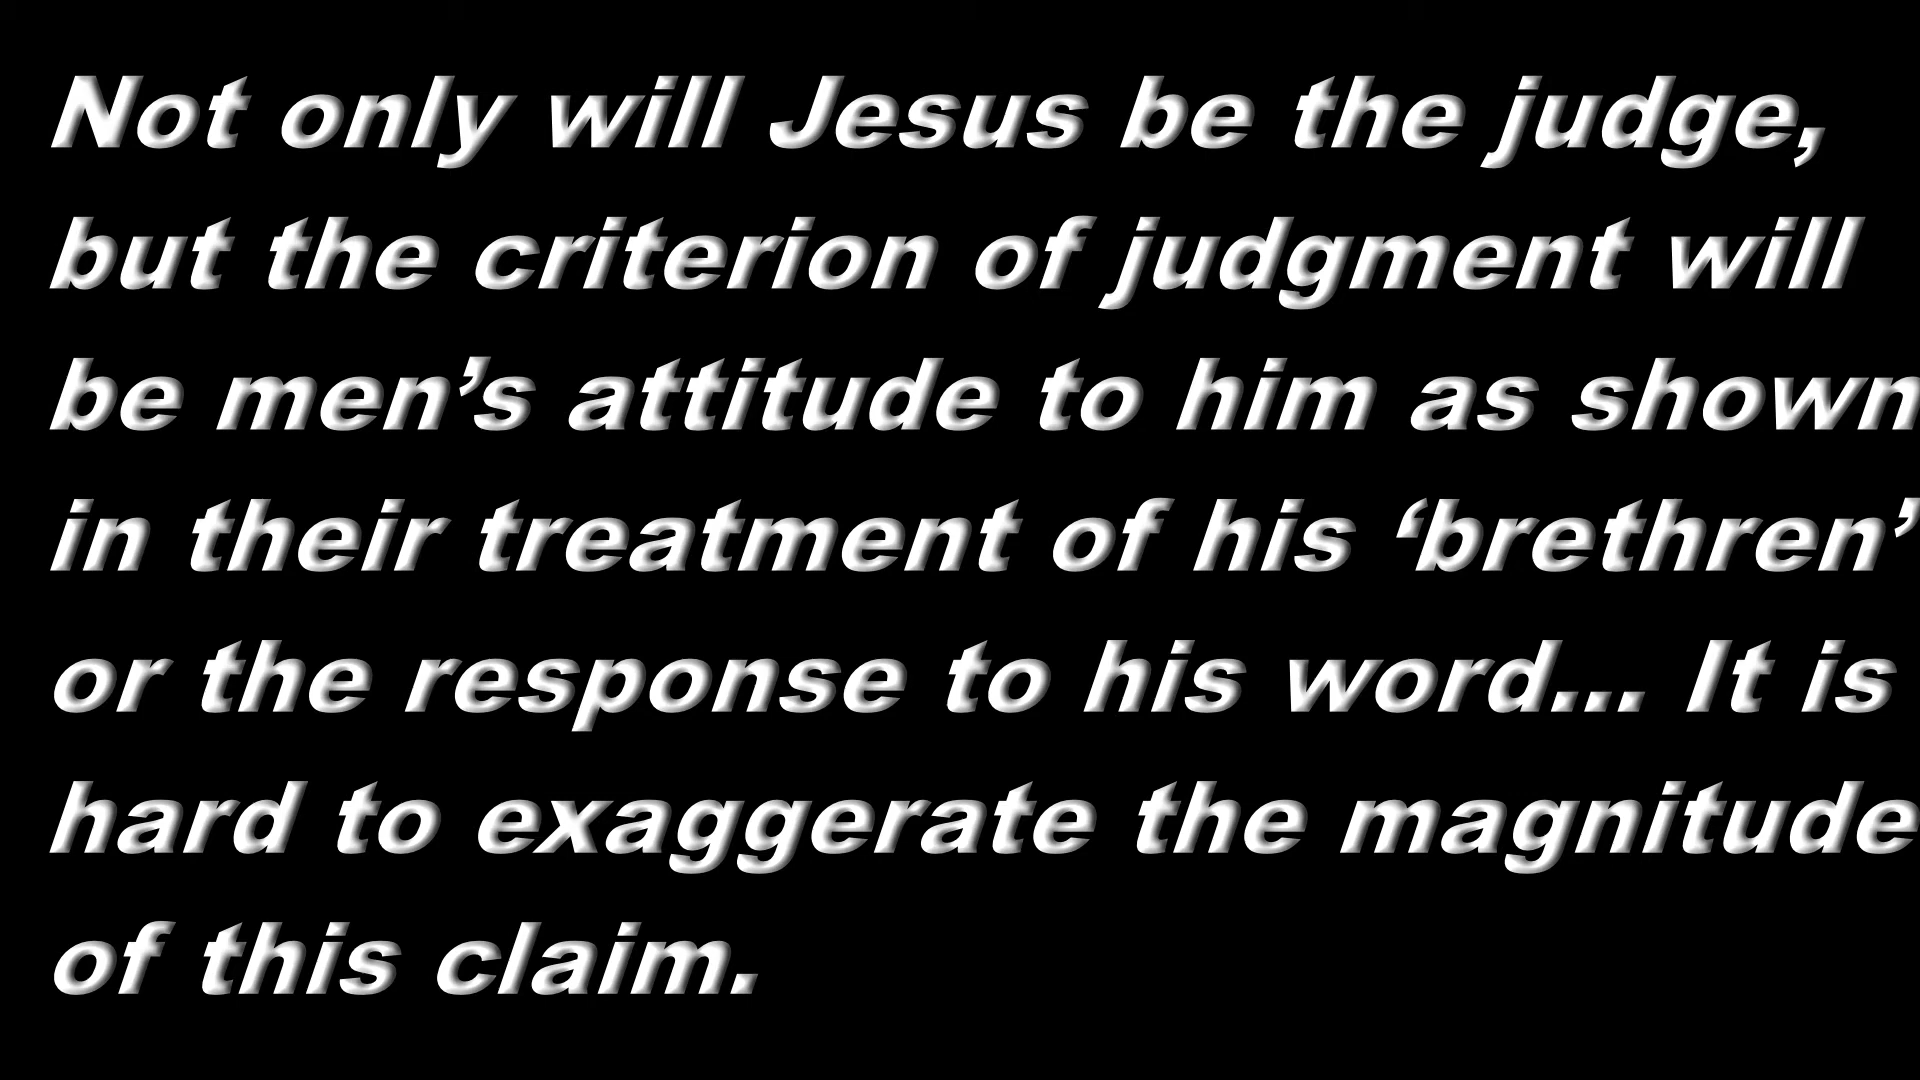 Not only will Jesus be the judge,
but the criterion of judgment will
be men’s attitude to him as shown
in their treatment of his ‘brethren’
or the response to his word... It is
hard to exaggerate the magnitude
of this claim.